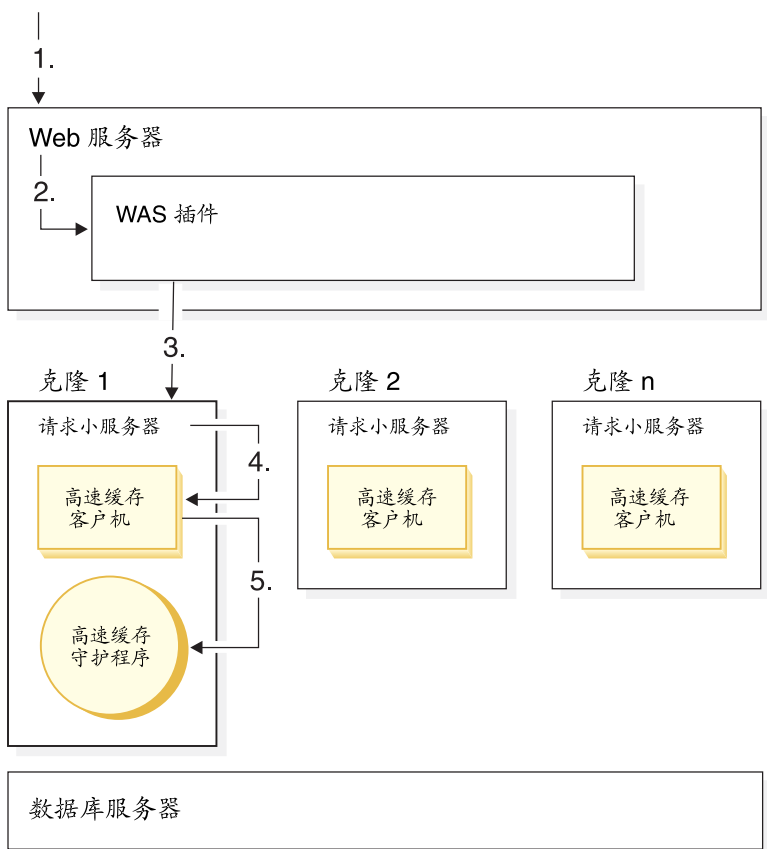 1.
Web 服务器
2.
WAS 插件
3.
克隆 1
克隆 2
克隆 n
请求小服务器
请求小服务器
请求小服务器
4.
高速缓存
客户机
高速缓存
客户机
高速缓存
客户机
5.
高速缓存
守护程序
数据库服务器